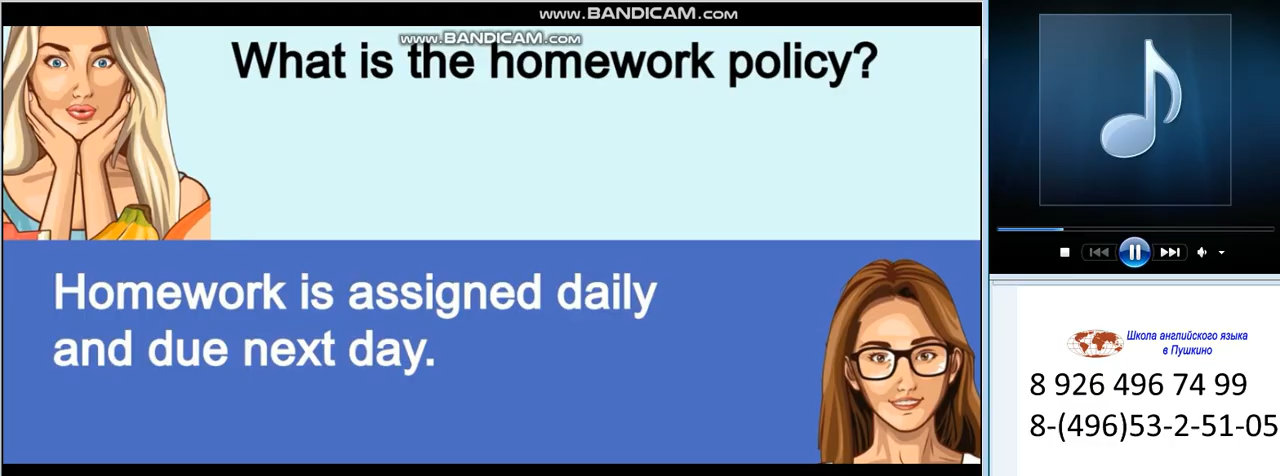 www.BANDICAM.com
www.BANDICAM.com
What is the homework policy?
Homework is assigned daily
and due next day.
Школа английского языка
в Пушкино
8 926 496 74 99
8-(496)53-2-51-05